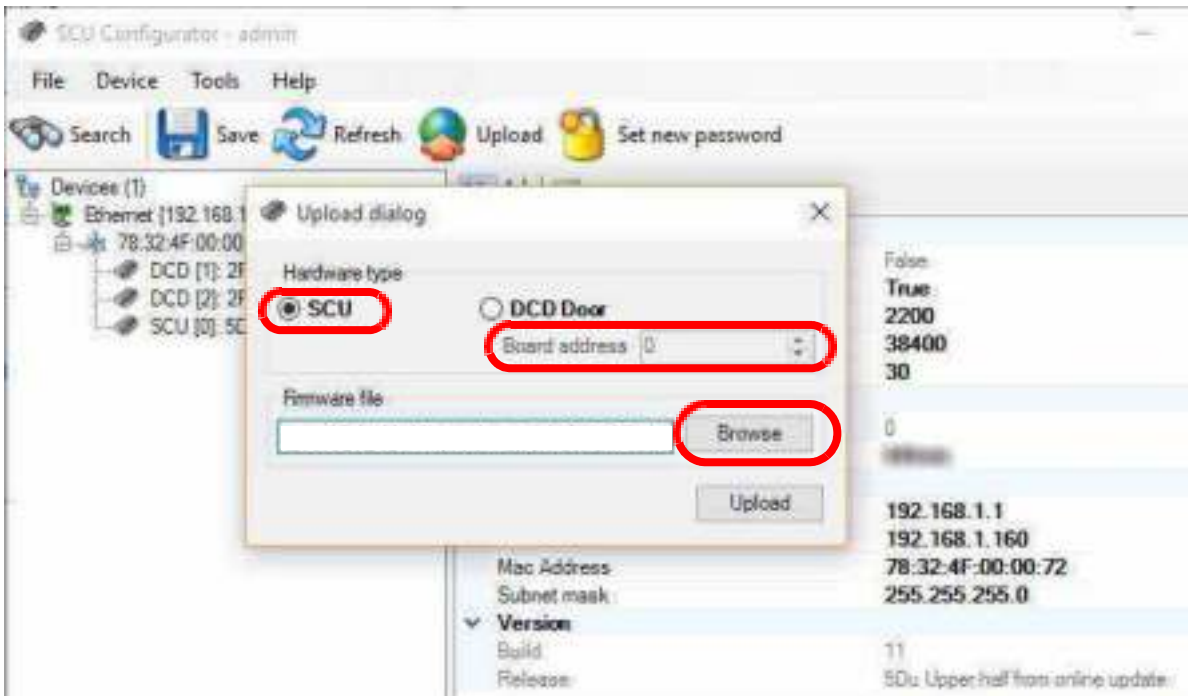 SCU Configurator - admin
File Device Tools Help
Search Save Refresh Upload Set new password
Devices (1)
Ethernet [192.168.1
78:32:4F:00:00
DCD [1]: 2F
DCD [2]: 2F
SCU [0]: 5D
Upload dialog
Hardware type
SCU DCD Door
Board address 0
Firmware file
Browse
Upload
False
True
2200
38400
30
0
192.168.1.1
192.168.1.160
Mac Address 78:32:4F:00:00:72
Subnet mask 255.255.255.0
Version
Build 11
Release 5Du Upper half from online update